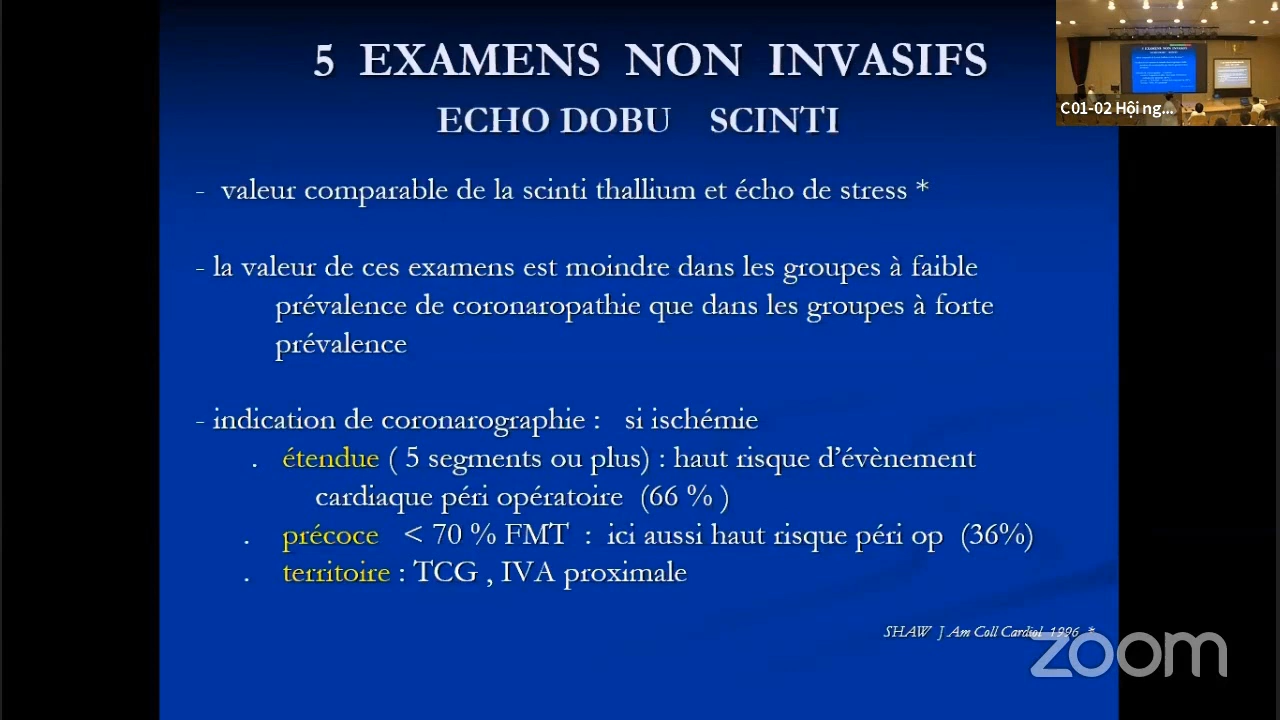 5 EXAMENS NON INVASIFS
ECHO DOBU SCINTI
- valeur comparable de la scinti thallium et écho de stress *
- la valeur de ces examens est moindre dans les groupes à faible
prévalence de coronaropathie que dans les groupes à forte
prévalence
- indication de coronarographie : si ischémie
. étendue ( 5 segments ou plus) : haut risque d'évènement
cardiaque péri opératoire (66 % )
. précoce < 70 % FMT : ici aussi haut risque péri op (36%)
. territoire : TCG , IVA proximale
SHAW J Am Coll Cardiol 1996 *
zoom
C01-02 Hội ng...